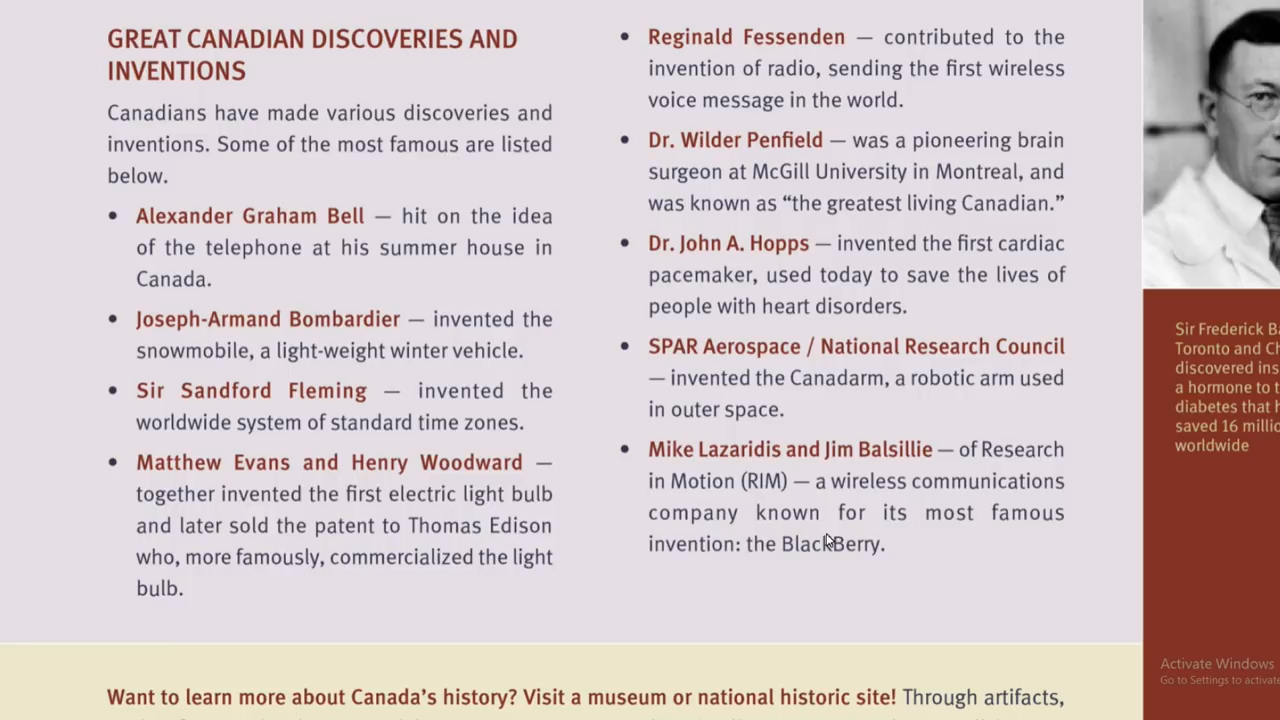 GREAT CANADIAN DISCOVERIES AND
INVENTIONS
Canadians have made various discoveries and
inventions. Some of the most famous are listed
below.
• Alexander Graham Bell — hit on the idea
of the telephone at his summer house in
Canada.
• Joseph-Armand Bombardier — invented the
snowmobile, a light-weight winter vehicle.
• Sir Sandford Fleming — invented the
worldwide system of standard time zones.
• Matthew Evans and Henry Woodward —
together invented the first electric light bulb
and later sold the patent to Thomas Edison
who, more famously, commercialized the light
bulb.
• Reginald Fessenden — contributed to the
invention of radio, sending the first wireless
voice message in the world.
• Dr. Wilder Penfield — was a pioneering brain
surgeon at McGill University in Montreal, and
was known as “the greatest living Canadian.”
• Dr. John A. Hopps — invented the first cardiac
pacemaker, used today to save the lives of
people with heart disorders.
• SPAR Aerospace / National Research Council
— invented the Canadarm, a robotic arm used
in outer space.
• Mike Lazaridis and Jim Balsillie — of Research
in Motion (RIM) — a wireless communications
company known for its most famous
invention: the BlackBerry.
Sir Frederick
Toronto and
discovered
a hormone to
diabetes that
saved 16
worldwide
Activate Windows
Go to Settings to
Want to learn more about Canada’s history? Visit a museum or national historic site! Through artifacts,